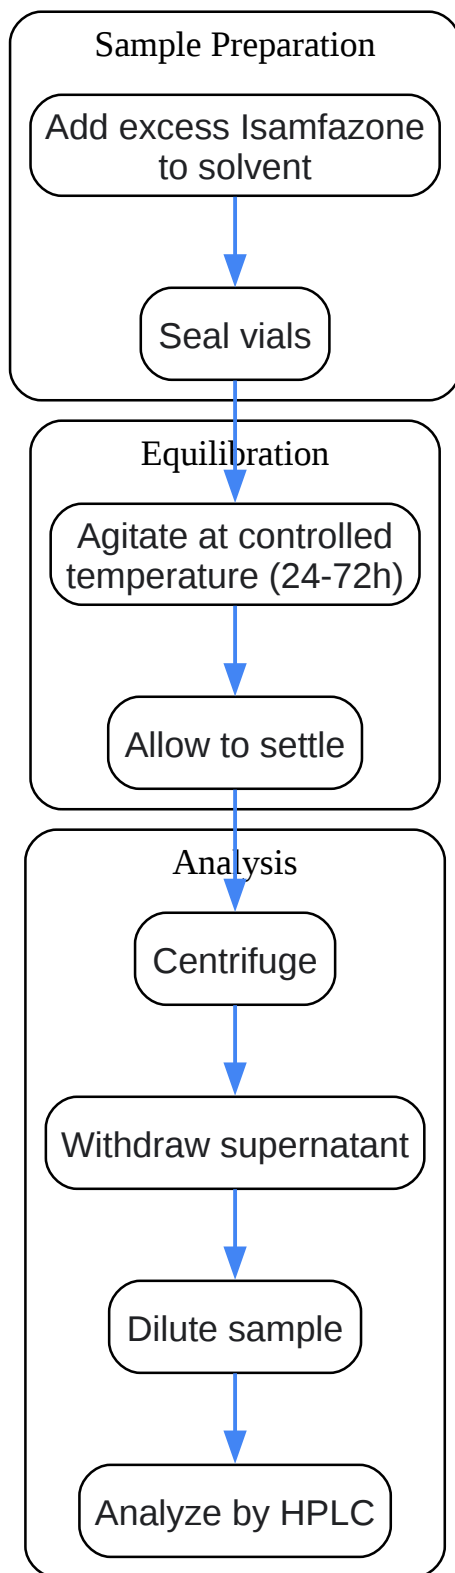 Sample Preparation
Add excess Isamfazone
to solvent
Seal vials
Equilibration
Agitate at controlled
temperature (24-72h)
Allow to settle
Analysis
Centrifuge
Withdraw supernatant
Dilute sample
Analyze by HPLC